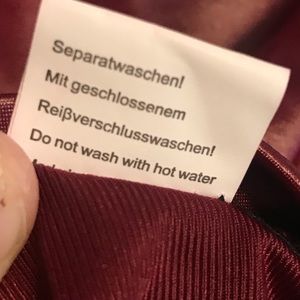 Separatwaschen!
Mit geschlossenem
Reißverschlusswaschen!
Do not wash with hot water